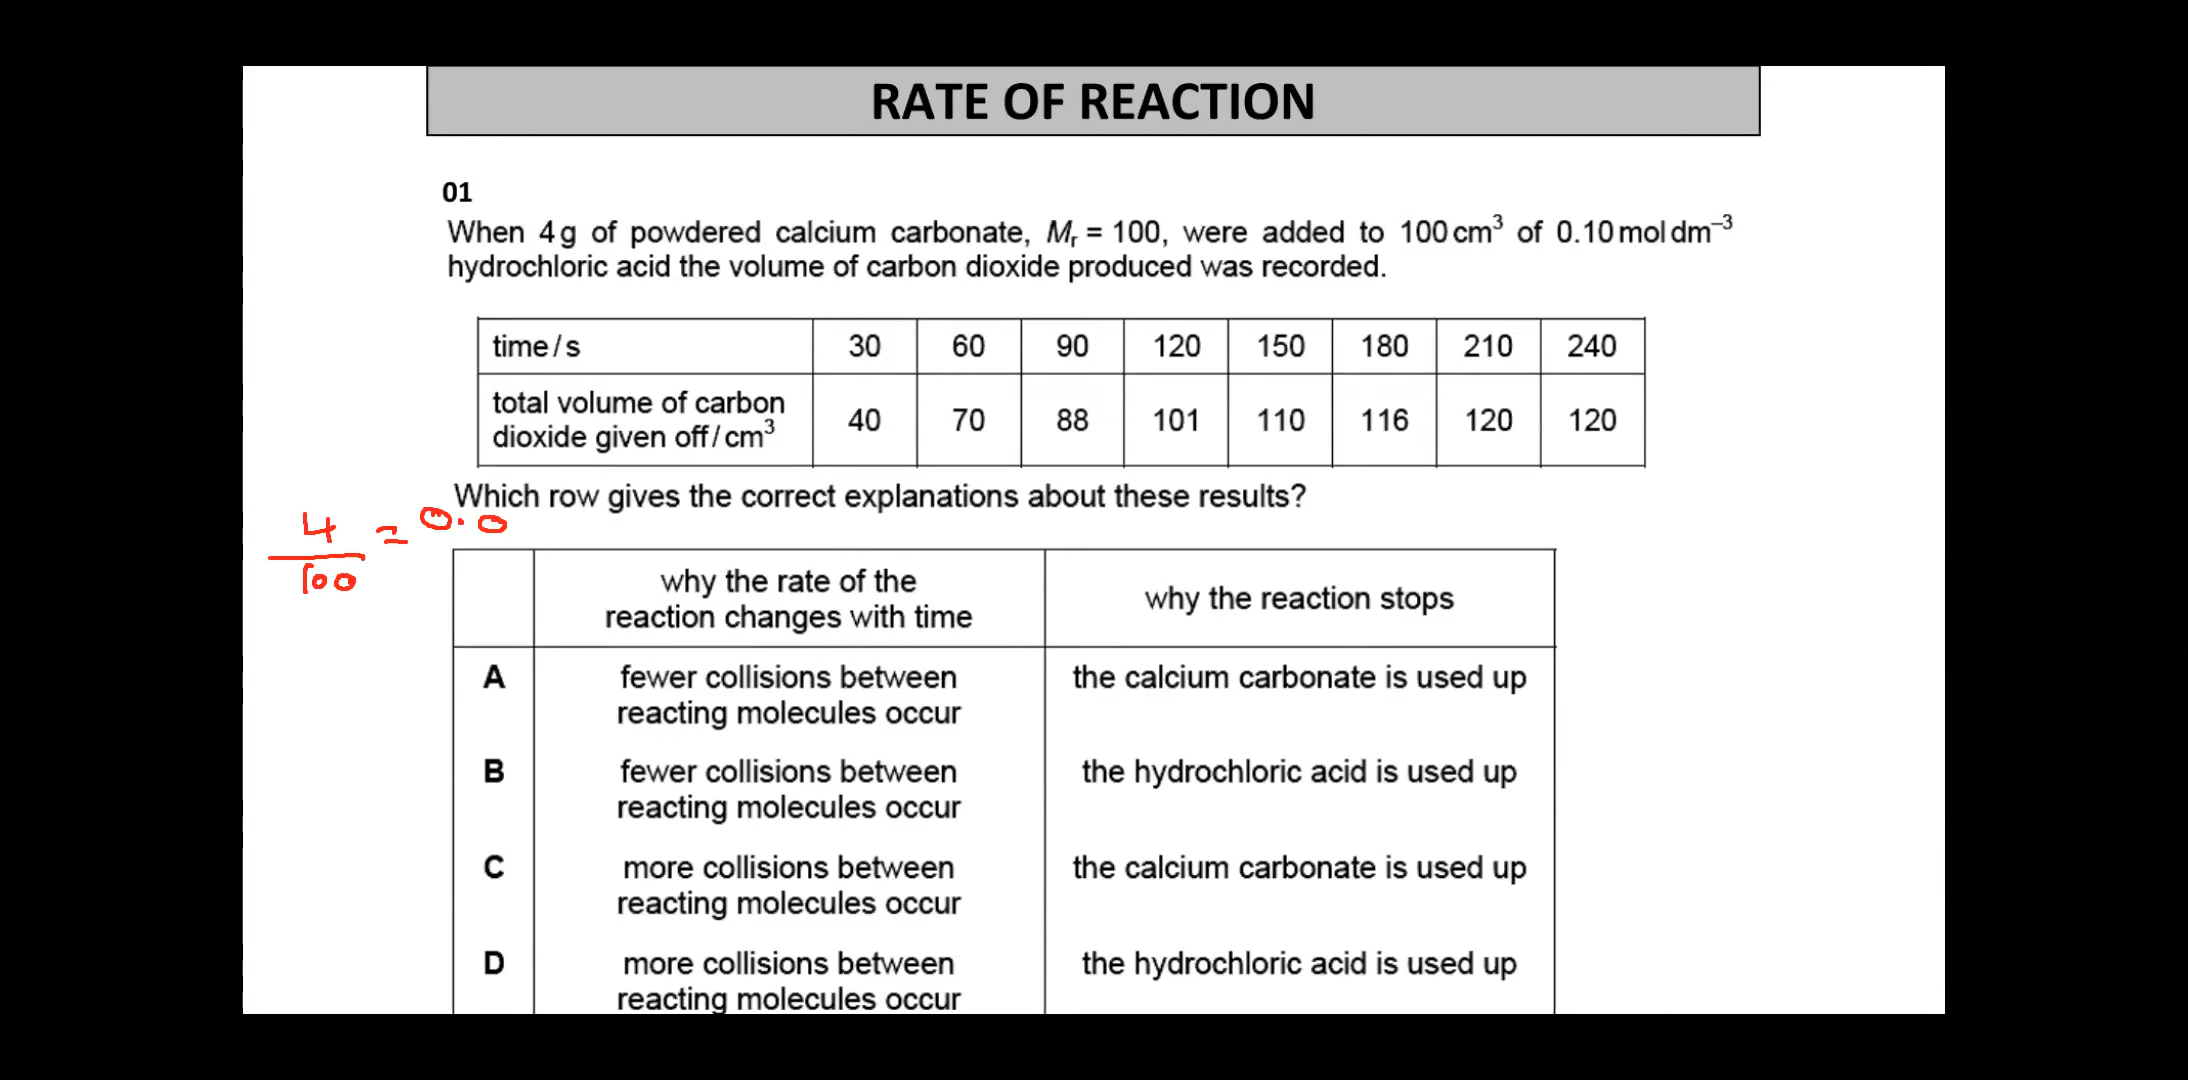 RATE OF REACTION
01
When 4 g of powdered calcium carbonate, Mᵣ = 100, were added to 100 cm³ of 0.10 mol dm⁻³
hydrochloric acid the volume of carbon dioxide produced was recorded.
time / s 30 60 90 120 150 180 210 240
total volume of carbon
dioxide given off / cm³ 40 70 88 101 110 116 120 120
Which row gives the correct explanations about these results?
4
100
= 0.0
why the rate of the
reaction changes with time
why the reaction stops
A fewer collisions between
reacting molecules occur
the calcium carbonate is used up
B fewer collisions between
reacting molecules occur
the hydrochloric acid is used up
C more collisions between
reacting molecules occur
the calcium carbonate is used up
D more collisions between
reacting molecules occur
the hydrochloric acid is used up